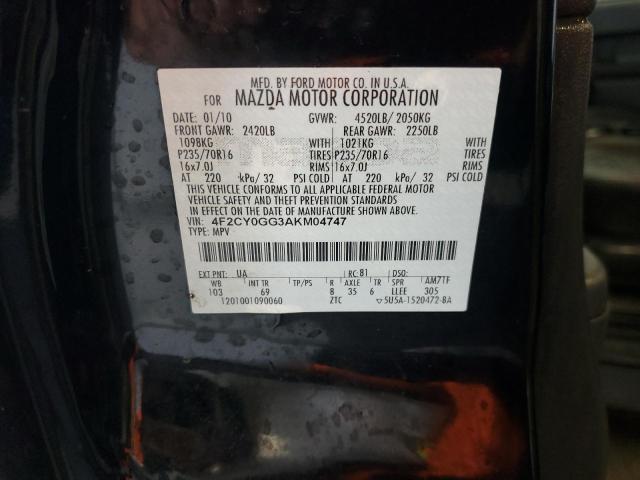 MFD. BY FORD MOTOR CO. IN U.S.A.
FOR MAZDA MOTOR CORPORATION
DATE: 01/10 GVWR: 4520LB/ 2050KG
FRONT GAWR: 2420LB REAR GAWR: 2250LB
1098KG WITH 1021KG WITH
P235/70R16 TIRES P235/70R16 TIRES
16x7.0J RIMS 16x7.0J RIMS
AT 220 kPa/ 32 PSI COLD AT 220 kPa/ 32 PSI COLD
THIS VEHICLE CONFORMS TO ALL APPLICABLE FEDERAL MOTOR
VEHICLE SAFETY AND THEFT PREVENTION STANDARDS
IN EFFECT ON THE DATE OF MANUFACTURE SHOWN ABOVE.
VIN: 4F2CY0GG3AKM04747
TYPE: MPV
EXT PNT: UA RC: 81 DSO:
WB INT TR TP/PS R AXLE TR SPR AM7TF
103 69 8 35 6 LLEE 305
1201001090060 ZTC ▽5U5A-1520472-BA